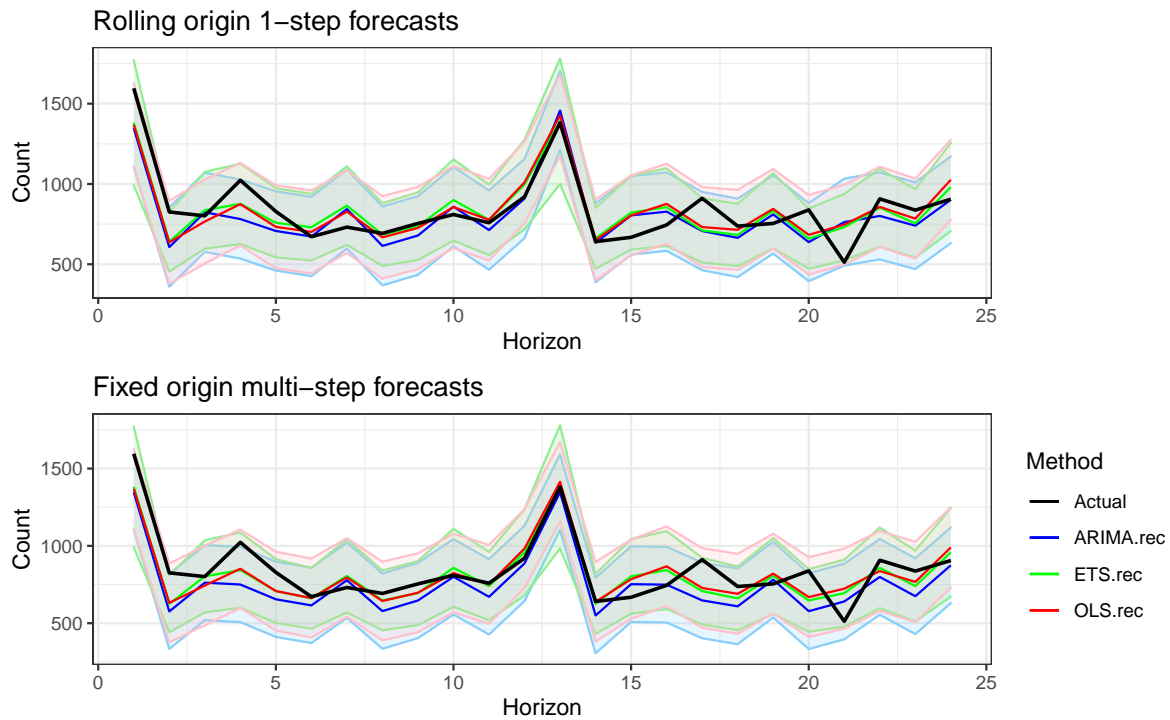 Rolling origin 1−step forecasts
1500
1000
500
Count
0
5
10
15
20
25
Horizon
Fixed origin multi−step forecasts
1500
1000
500
Count
0
5
10
15
20
25
Horizon
Method
Actual
ARIMA.rec
ETS.rec
OLS.rec